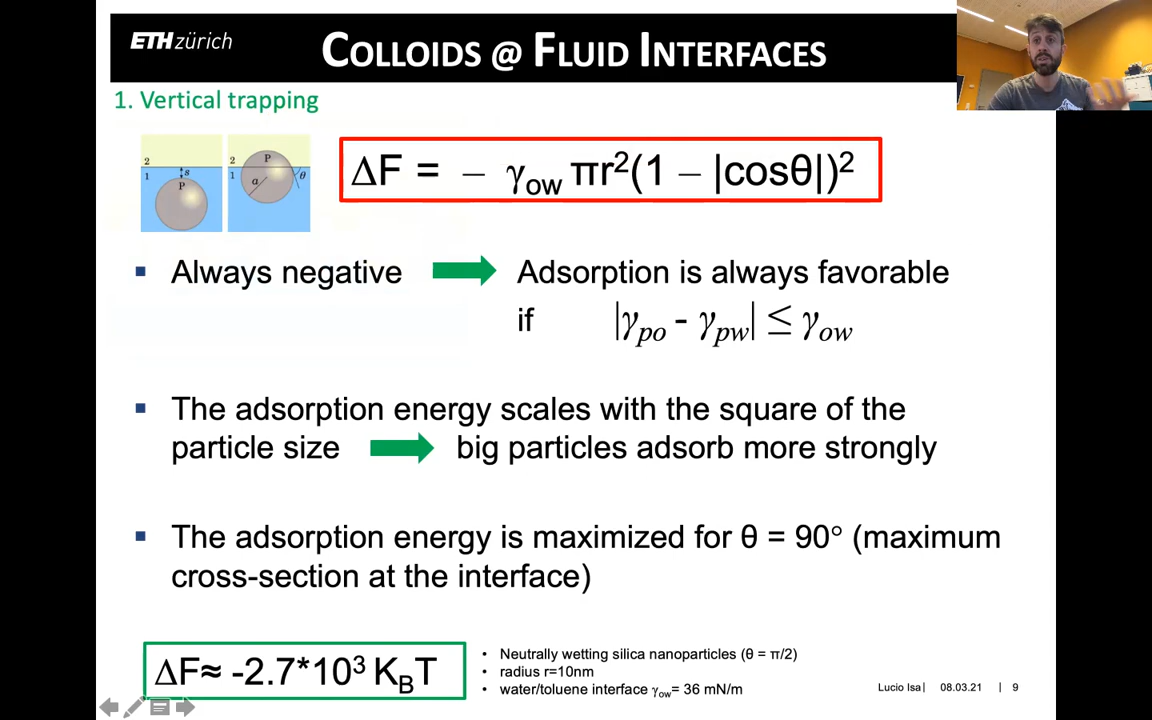 ETH zürich
COLLOIDS @ FLUID INTERFACES
1. Vertical trapping
2
1
s
P
2
1
P
a
θ
ΔF = – γow πr²(1 – |cosθ|)²
▪ Always negative
Adsorption is always favorable
if |γpo - γpw| ≤ γow
▪ The adsorption energy scales with the square of the
particle size
big particles adsorb more strongly
▪ The adsorption energy is maximized for θ = 90° (maximum
cross-section at the interface)
ΔF≈ -2.7*10³ KBT
• Neutrally wetting silica nanoparticles (θ = π/2)
• radius r=10nm
• water/toluene interface γow= 36 mN/m
Lucio Isa | 08.03.21 | 9